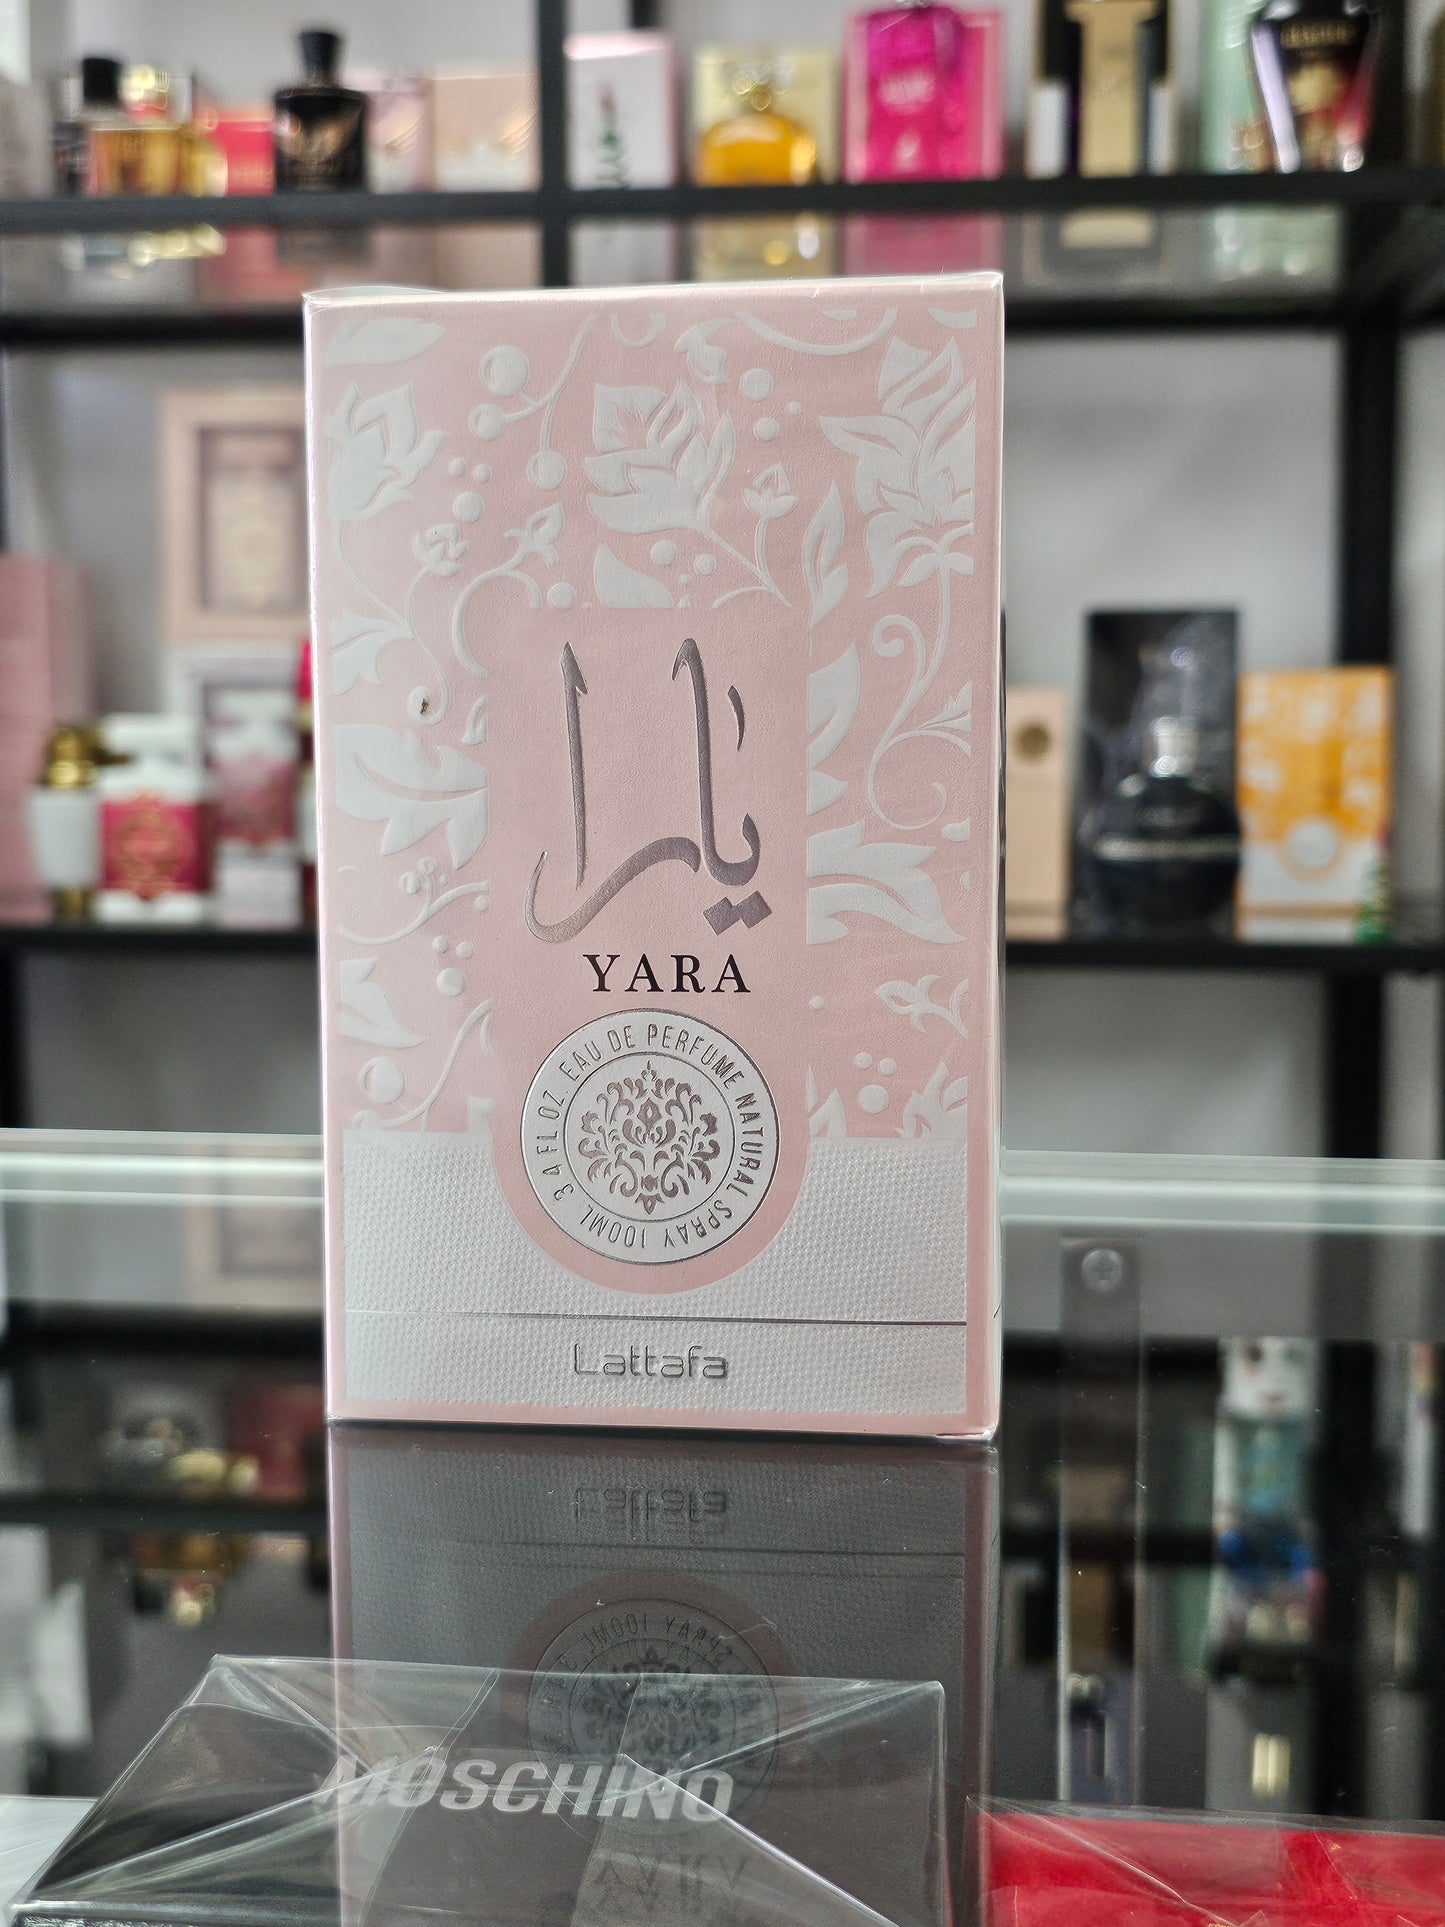 يارا
YARA
3.4 FL OZ. EAU DE PERFUME NATURAL SPRAY 100ML
Lattafa
MOSCHINO